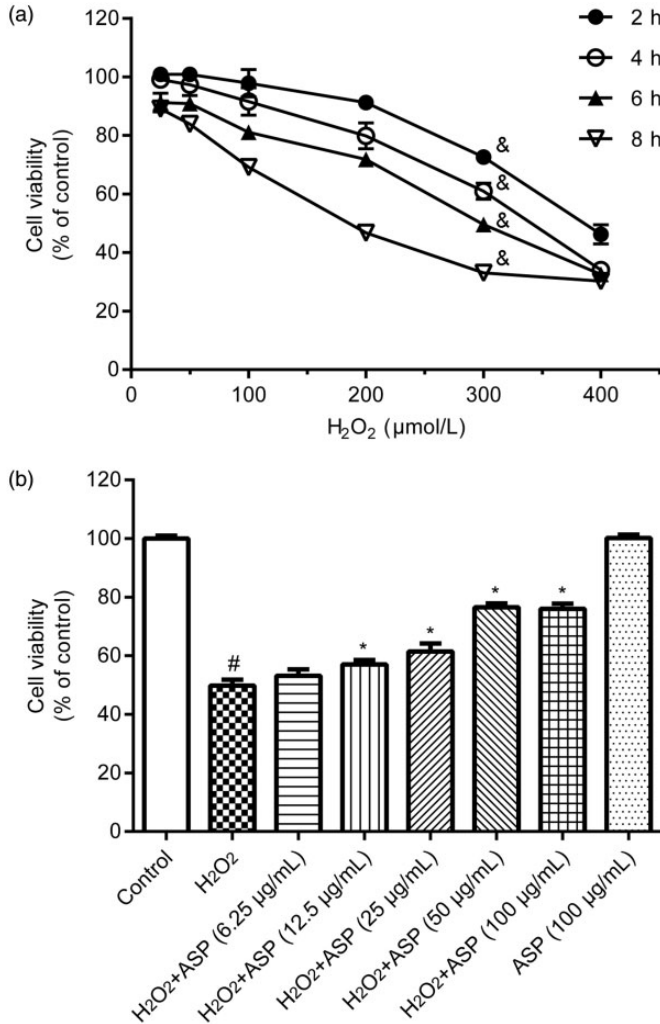 (a)
120
100
80
60
40
20
0
Cell viability
(% of control)
2 h
4 h
6 h
8 h
&
&
&
&
0
100
200
300
400
H2O2 (μmol/L)
(b)
120
100
80
60
40
20
0
Cell viability
(% of control)
#
*
*
*
*
Control
H2O2
H2O2+ASP (6.25 μg/mL)
H2O2+ASP (12.5 μg/mL)
H2O2+ASP (25 μg/mL)
H2O2+ASP (50 μg/mL)
H2O2+ASP (100 μg/mL)
ASP (100 μg/mL)